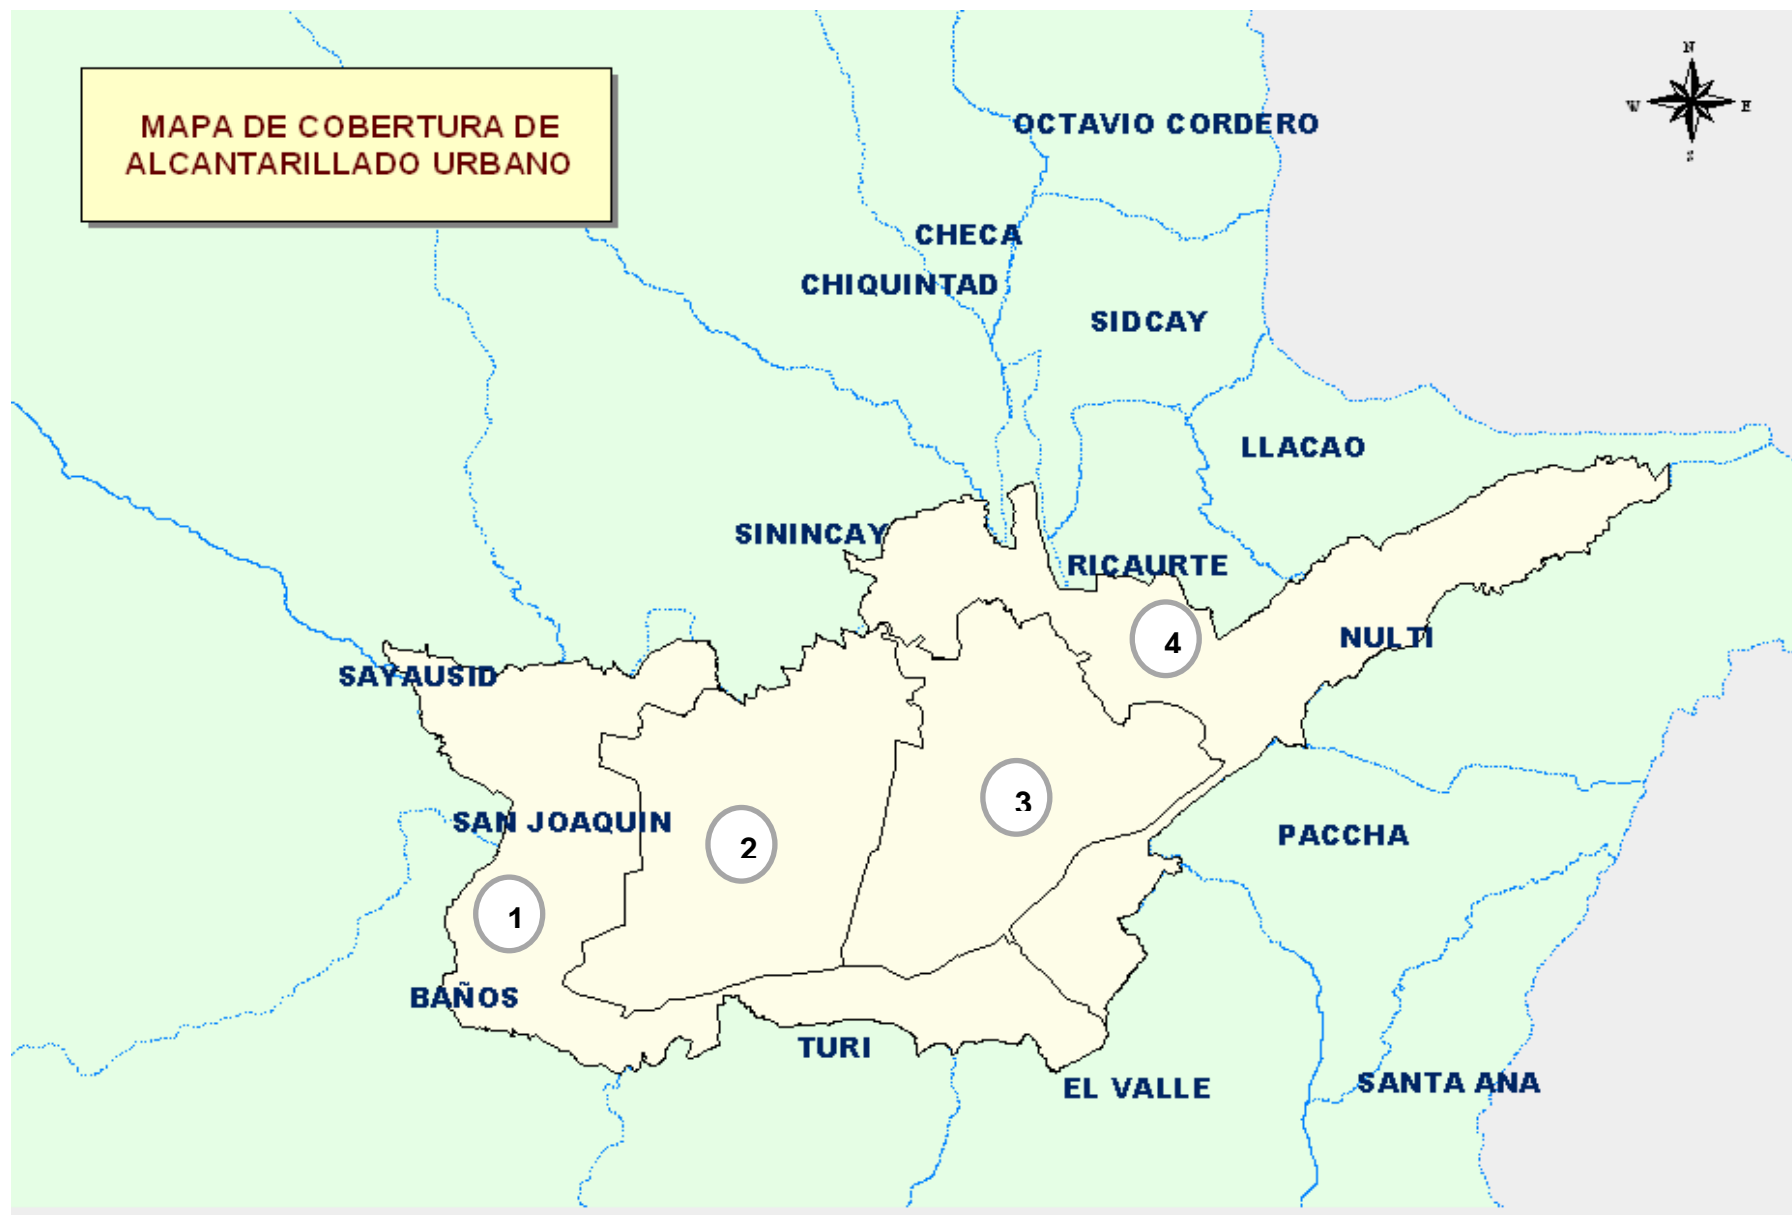 MAPA DE COBERTURA DE
ALCANTARILLADO URBANO
N
W
E
S
OCTAVIO CORDERO
CHECA
CHIQUINTAD
SIDCAY
LLACAO
SININCAY
RICAURTE
4
NULTI
SAYAUSID
3
SAN JOAQUIN
2
PACCHA
1
BAÑOS
TURI
EL VALLE
SANTA ANA